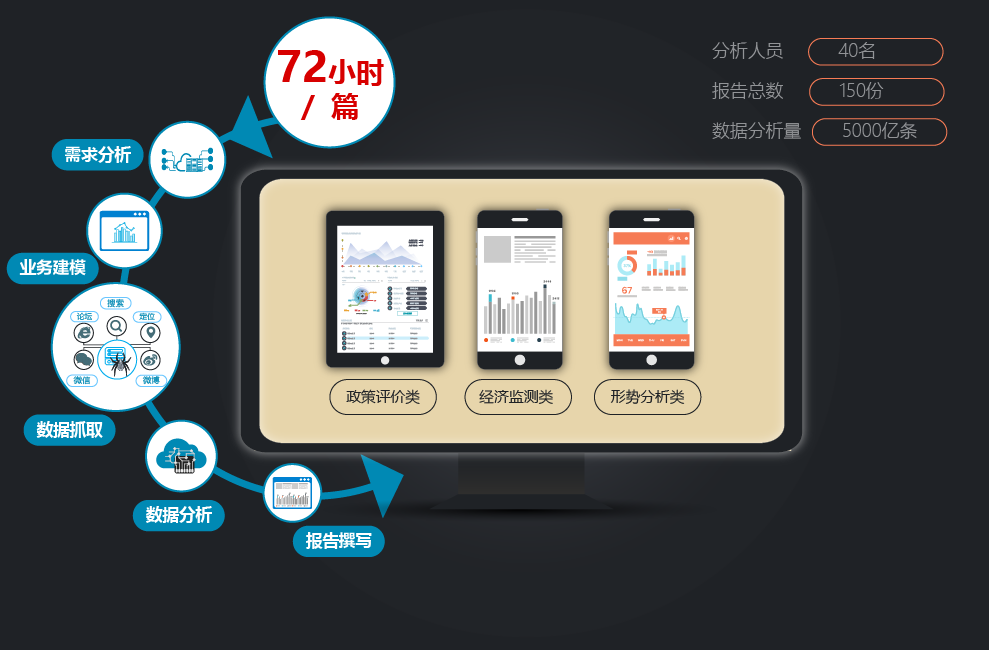 72小时
/ 篇
分析人员 40名
报告总数 150份
数据分析量 5000亿条
需求分析
业务建模
搜索
论坛
定位
微信
微博
数据抓取
数据分析
报告撰写
67
政策评价类
经济监测类
形势分析类